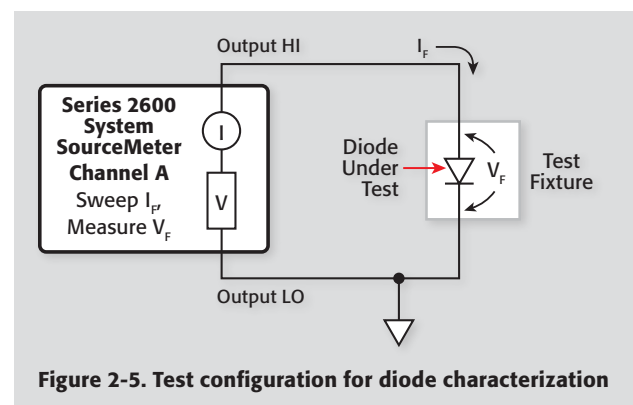 Output HI
I_F
Series 2600
System
SourceMeter
Channel A
Sweep I_F,
Measure V_F
I
V
Diode
Under
Test
V_F
Test
Fixture
Output LO
Figure 2-5. Test configuration for diode characterization